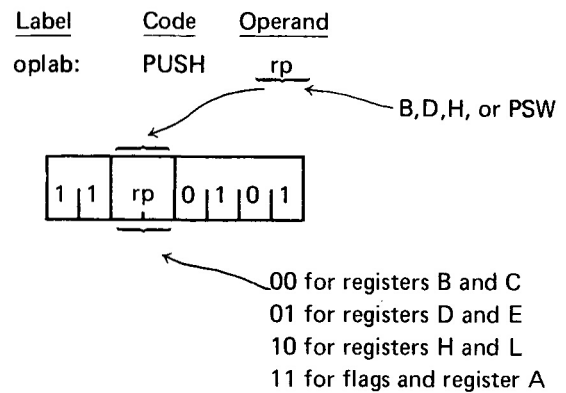 Label Code Operand
oplab: PUSH rp
B,D,H, or PSW
1 1 rp 0 1 0 1
00 for registers B and C
01 for registers D and E
10 for registers H and L
11 for flags and register A